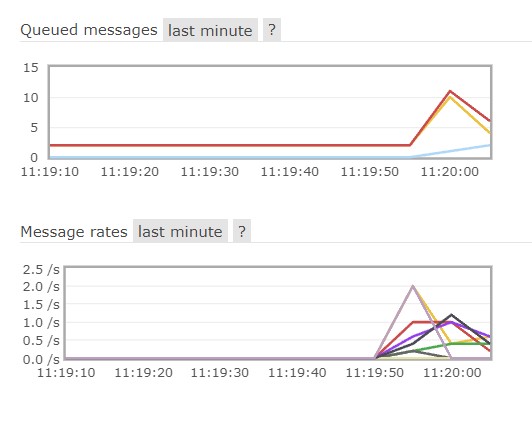 Queued messages last minute ?
15
10
5
0
11:19:10 11:19:20 11:19:30 11:19:40 11:19:50 11:20:00
Message rates last minute ?
2.5 /s
2.0 /s
1.5 /s
1.0 /s
0.5 /s
0.0 /s
11:19:10 11:19:20 11:19:30 11:19:40 11:19:50 11:20:00